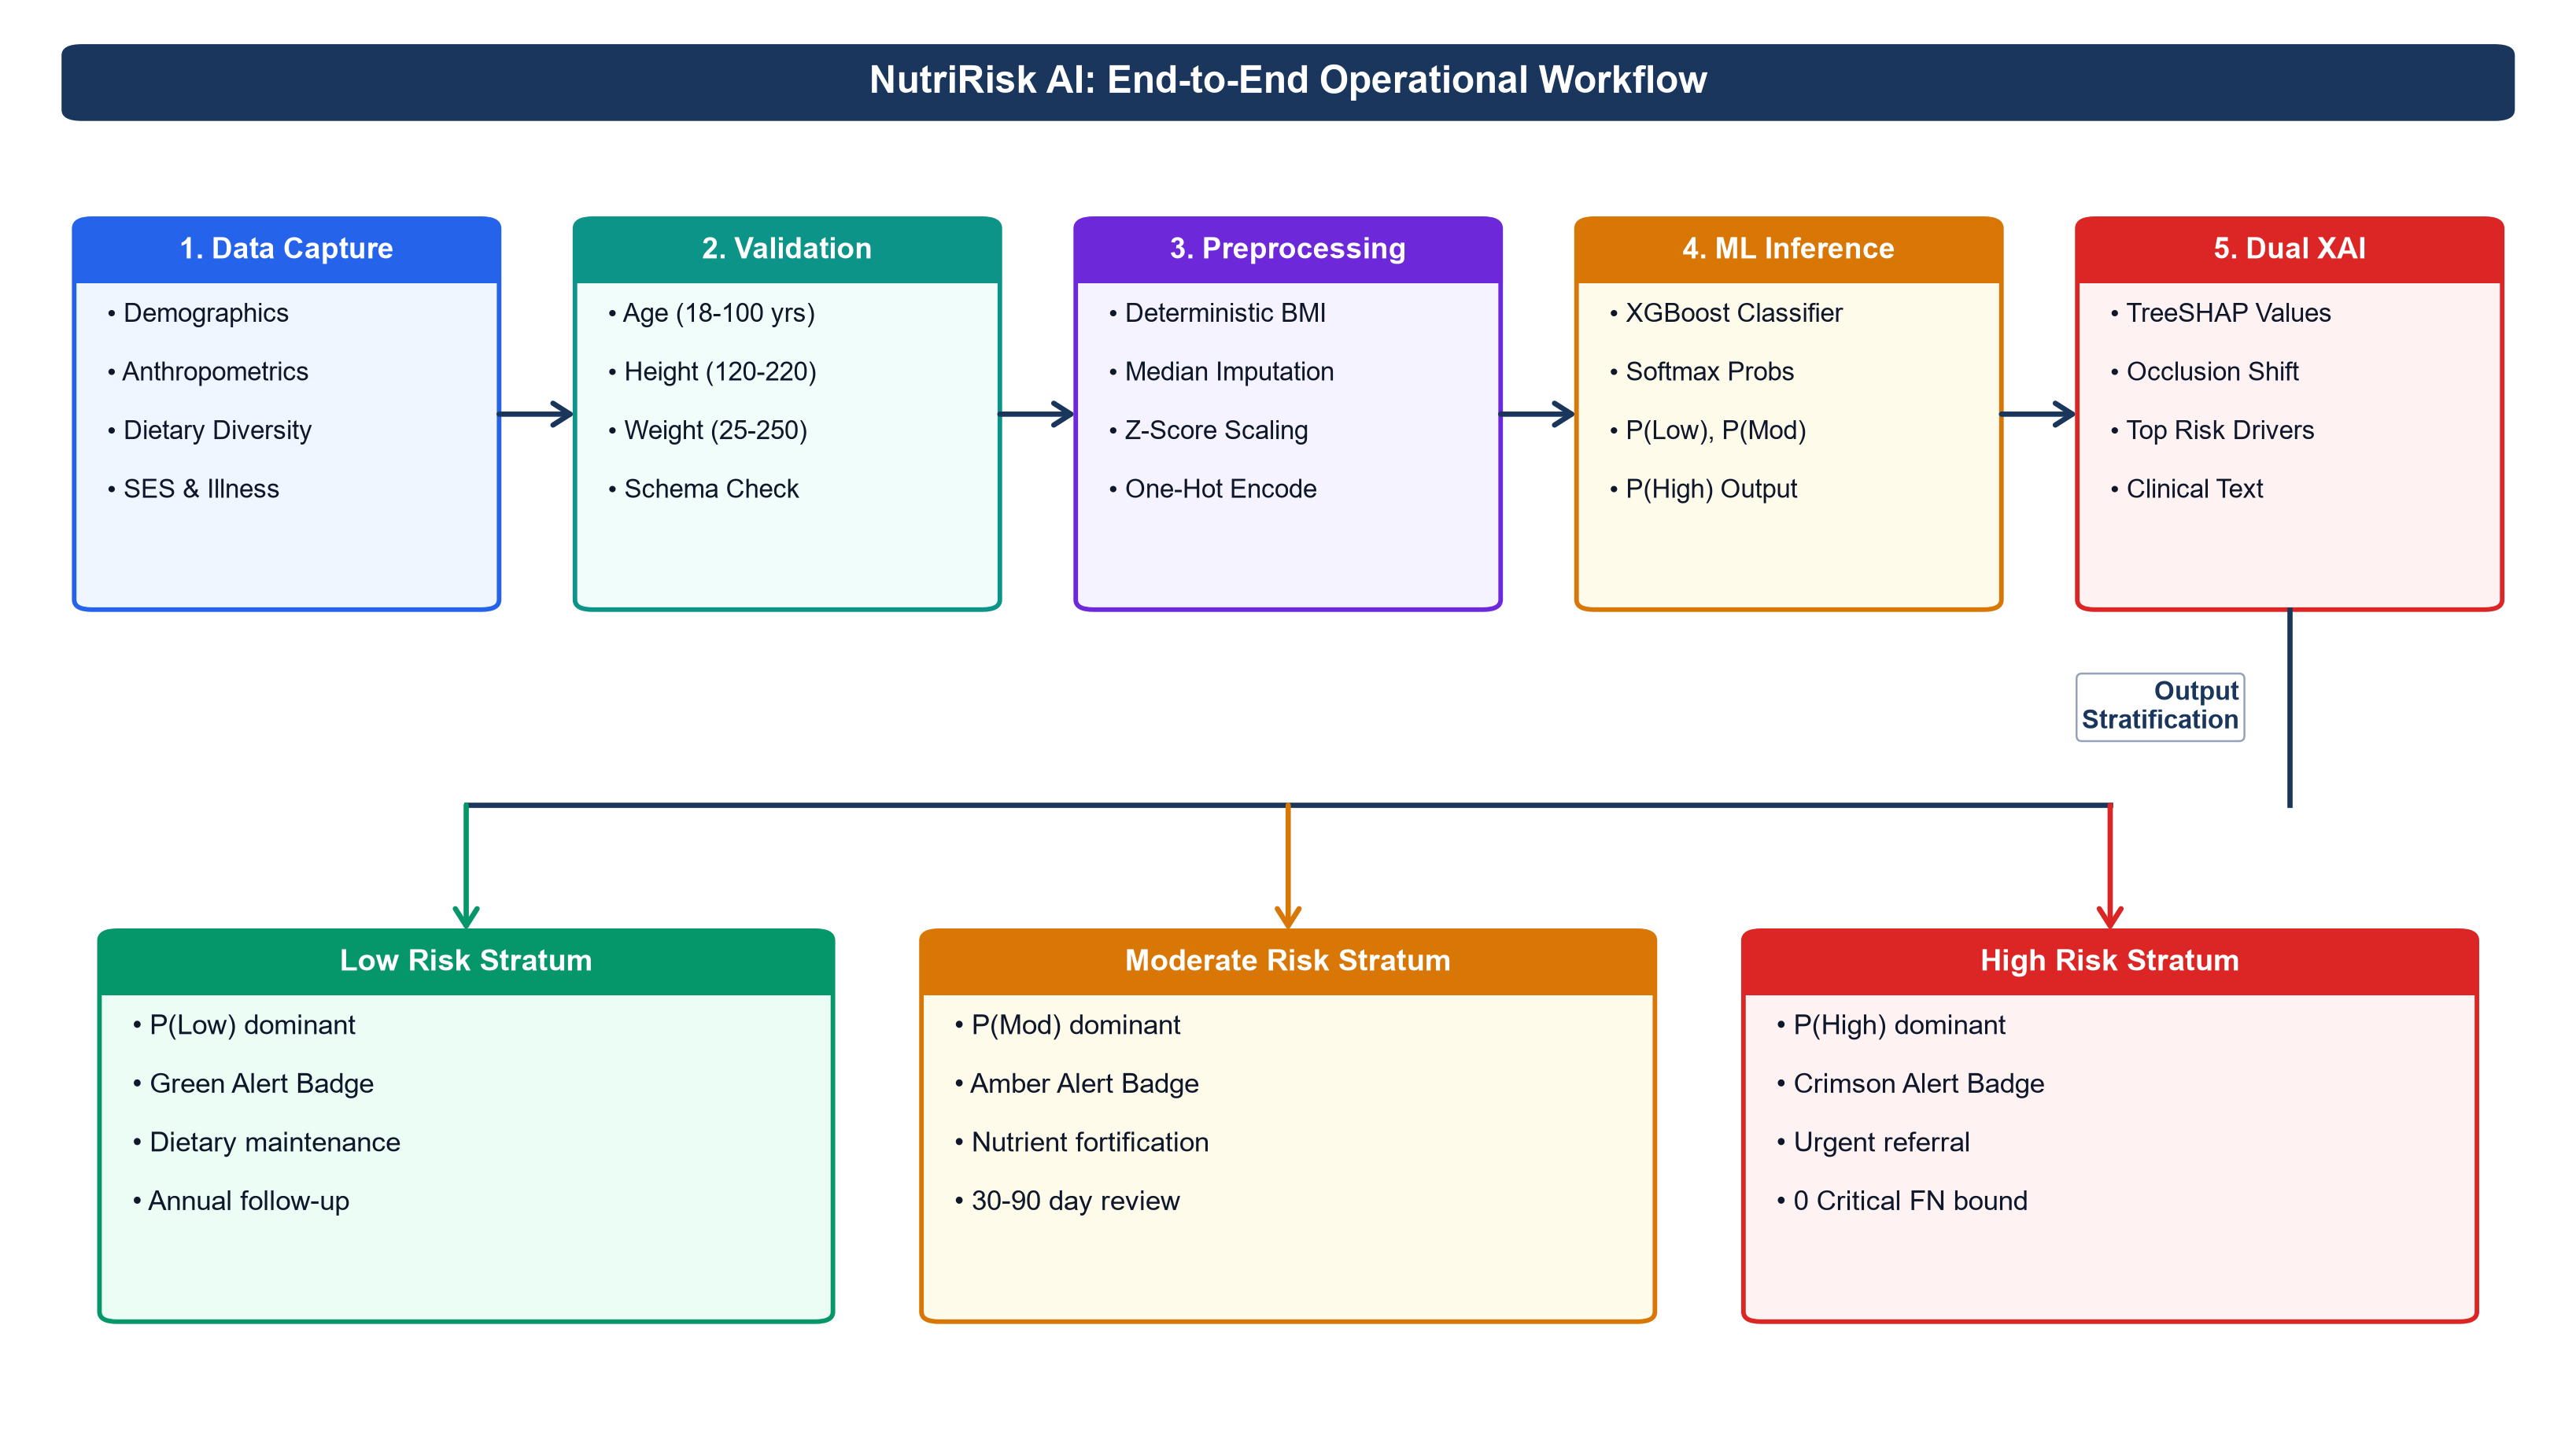 NutriRisk AI: End-to-End Operational Workflow
1. Data Capture
• Demographics
• Anthropometrics
• Dietary Diversity
• SES & Illness
2. Validation
• Age (18-100 yrs)
• Height (120-220)
• Weight (25-250)
• Schema Check
3. Preprocessing
• Deterministic BMI
• Median Imputation
• Z-Score Scaling
• One-Hot Encode
4. ML Inference
• XGBoost Classifier
• Softmax Probs
• P(Low), P(Mod)
• P(High) Output
5. Dual XAI
• TreeSHAP Values
• Occlusion Shift
• Top Risk Drivers
• Clinical Text
Output
Stratification
Low Risk Stratum
• P(Low) dominant
• Green Alert Badge
• Dietary maintenance
• Annual follow-up
Moderate Risk Stratum
• P(Mod) dominant
• Amber Alert Badge
• Nutrient fortification
• 30-90 day review
High Risk Stratum
• P(High) dominant
• Crimson Alert Badge
• Urgent referral
• 0 Critical FN bound